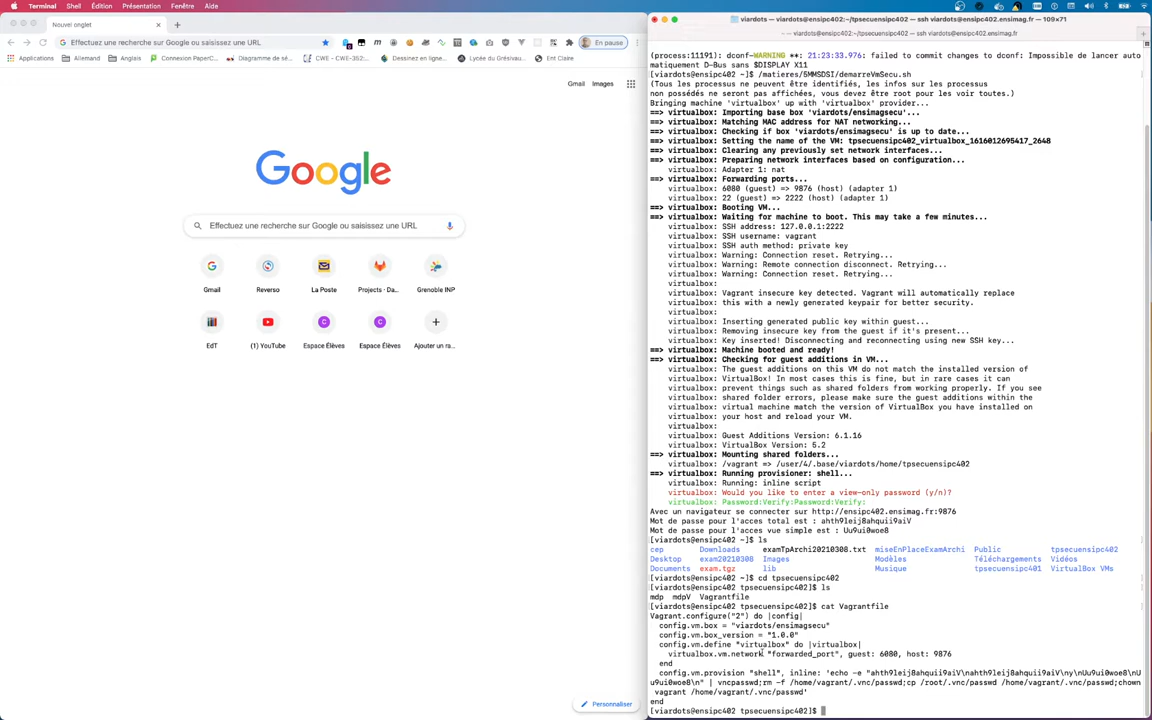 Terminal Shell Édition Présentation Fenêtre Aide
Nouvel onglet
Effectuez une recherche sur Google ou saisissez une URL
En pause
Applications Allemand Anglais Connexion PaperC... Diagramme de sé... CWE - CWE-352:... Dessinez en ligne... Lycée du Grésivau... Ent Claire
Gmail Images
Google
Effectuez une recherche sur Google ou saisissez une URL
Gmail Reverso La Poste Projects · Da... Grenoble INP
EdT (1) YouTube Espace Élèves Espace Élèves Ajouter un ra...
Personnaliser
viardots — viardots@ensipc402:~/tpsecuensipc402 — ssh viardots@ensipc402.ensimag.fr — 109×71
~ — viardots@ensipc402:~/tpsecuensipc402 — ssh viardots@ensipc402.ensimag.fr
(process:11191): dconf-WARNING **: 21:23:33.976: failed to commit changes to dconf: Impossible de lancer auto
matiquement D-Bus sans $DISPLAY X11
[viardots@ensipc402 ~]$ /matieres/5MMSDSI/demarreVmSecu.sh
(Tous les processus ne peuvent être identifiés, les infos sur les processus
non possédés ne seront pas affichées, vous devez être root pour les voir toutes.)
Bringing machine 'virtualbox' up with 'virtualbox' provider...
==> virtualbox: Importing base box 'viardots/ensimagsecu'...
==> virtualbox: Matching MAC address for NAT networking...
==> virtualbox: Checking if box 'viardots/ensimagsecu' is up to date...
==> virtualbox: Setting the name of the VM: tpsecuensipc402_virtualbox_1616012695417_2648
==> virtualbox: Clearing any previously set network interfaces...
==> virtualbox: Preparing network interfaces based on configuration...
virtualbox: Adapter 1: nat
==> virtualbox: Forwarding ports...
virtualbox: 6080 (guest) => 9876 (host) (adapter 1)
virtualbox: 22 (guest) => 2222 (host) (adapter 1)
==> virtualbox: Booting VM...
==> virtualbox: Waiting for machine to boot. This may take a few minutes...
virtualbox: SSH address: 127.0.0.1:2222
virtualbox: SSH username: vagrant
virtualbox: SSH auth method: private key
virtualbox: Warning: Connection reset. Retrying...
virtualbox: Warning: Remote connection disconnect. Retrying...
virtualbox: Warning: Connection reset. Retrying...
virtualbox:
virtualbox: Vagrant insecure key detected. Vagrant will automatically replace
virtualbox: this with a newly generated keypair for better security.
virtualbox:
virtualbox: Inserting generated public key within guest...
virtualbox: Removing insecure key from the guest if it's present...
virtualbox: Key inserted! Disconnecting and reconnecting using new SSH key...
==> virtualbox: Machine booted and ready!
==> virtualbox: Checking for guest additions in VM...
virtualbox: The guest additions on this VM do not match the installed version of
virtualbox: VirtualBox! In most cases this is fine, but in rare cases it can
virtualbox: prevent things such as shared folders from working properly. If you see
virtualbox: shared folder errors, please make sure the guest additions within the
virtualbox: virtual machine match the version of VirtualBox you have installed on
virtualbox: your host and reload your VM.
virtualbox:
virtualbox: Guest Additions Version: 6.1.16
virtualbox: VirtualBox Version: 5.2
==> virtualbox: Mounting shared folders...
virtualbox: /vagrant => /user/4/.base/viardots/home/tpsecuensipc402
==> virtualbox: Running provisioner: shell...
virtualbox: Running: inline script
virtualbox: Would you like to enter a view-only password (y/n)?
virtualbox: Password:Verify:Password:Verify:
Avec un navigateur se connecter sur http://ensipc402.ensimag.fr:9876
Mot de passe pour l'acces total est : ahth9leij8ahquii9aiV
Mot de passe pour l'acces vue simple est : Uu9ui0woe8
[viardots@ensipc402 ~]$ ls
cep Downloads examTpArchi20210308.txt miseEnPlaceExamArchi Public tpsecuensipc402
Desktop exam20210308 Images Modèles Téléchargements Vidéos
Documents exam.tgz lib Musique tpsecuensipc401 VirtualBox VMs
[viardots@ensipc402 ~]$ cd tpsecuensipc402
[viardots@ensipc402 tpsecuensipc402]$ ls
mdp mdpV Vagrantfile
[viardots@ensipc402 tpsecuensipc402]$ cat Vagrantfile
Vagrant.configure("2") do |config|
config.vm.box = "viardots/ensimagsecu"
config.vm.box_version = "1.0.0"
config.vm.define "virtualbox" do |virtualbox|
virtualbox.vm.network "forwarded_port", guest: 6080, host: 9876
end
config.vm.provision "shell", inline: 'echo -e "ahth9leij8ahquii9aiV\nahth9leij8ahquii9aiV\ny\nUu9ui0woe8\nU
u9ui0woe8\n" | vncpasswd;rm -f /home/vagrant/.vnc/passwd;cp /root/.vnc/passwd /home/vagrant/.vnc/passwd;chown
vagrant /home/vagrant/.vnc/passwd'
end
[viardots@ensipc402 tpsecuensipc402]$